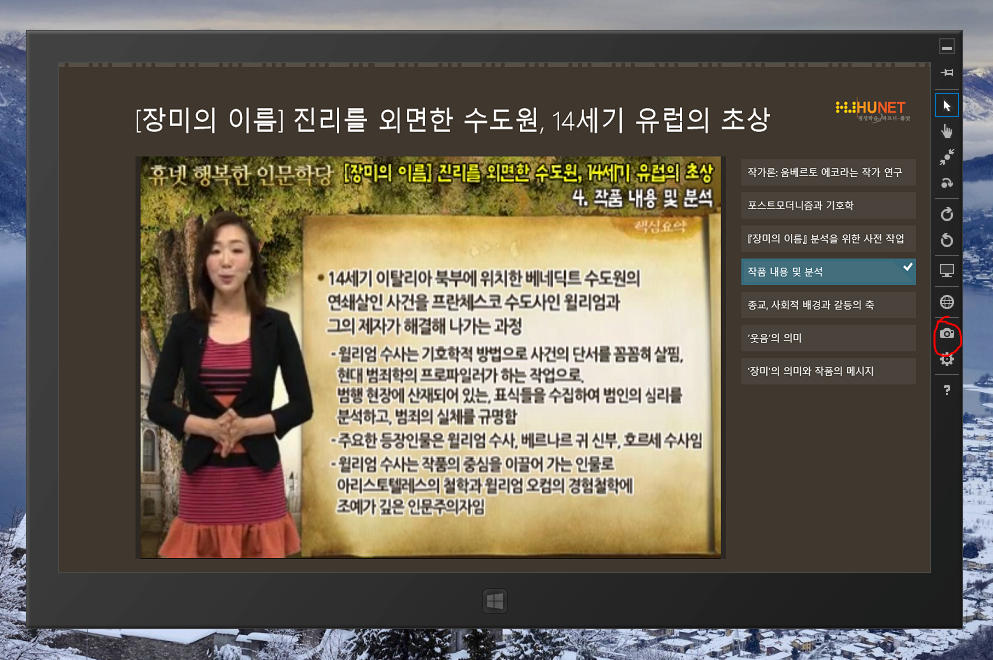 [장미의 이름] 진리를 외면한 수도원, 14세기 유럽의 초상
HUNET
휴넷 행복한 인문학당
[장미의 이름] 진리를 외면한 수도원, 14세기 유럽의 초상
4. 작품 내용 및 분석
핵심요약
• 14세기 이탈리아 북부에 위치한 베네딕트 수도원의
연쇄살인 사건을 프란체스코 수도사인 윌리엄과
그의 제자가 해결해 나가는 과정
- 윌리엄 수사는 기호학적 방법으로 사건의 단서를 꼼꼼히 살핌,
현대 범죄학의 프로파일러가 하는 작업으로,
범행 현장에 산재되어 있는, 표식들을 수집하여 범인의 심리를
분석하고, 범죄의 실체를 규명함
- 주요한 등장인물은 윌리엄 수사, 베르나르 귀 신부, 호르세 수사임
- 윌리엄 수사는 작품의 중심을 이끌어 가는 인물로
아리스토텔레스의 철학과 윌리엄 오컴의 경험철학에
조예가 깊은 인문주의자임
작가론: 움베르토 에코라는 작가 연구
포스트모더니즘과 기호학
『장미의 이름』 분석을 위한 사전 작업
작품 내용 및 분석
종교, 사회적 배경과 갈등의 축
'웃음'의 의미
'장미'의 의미와 작품의 메시지
?